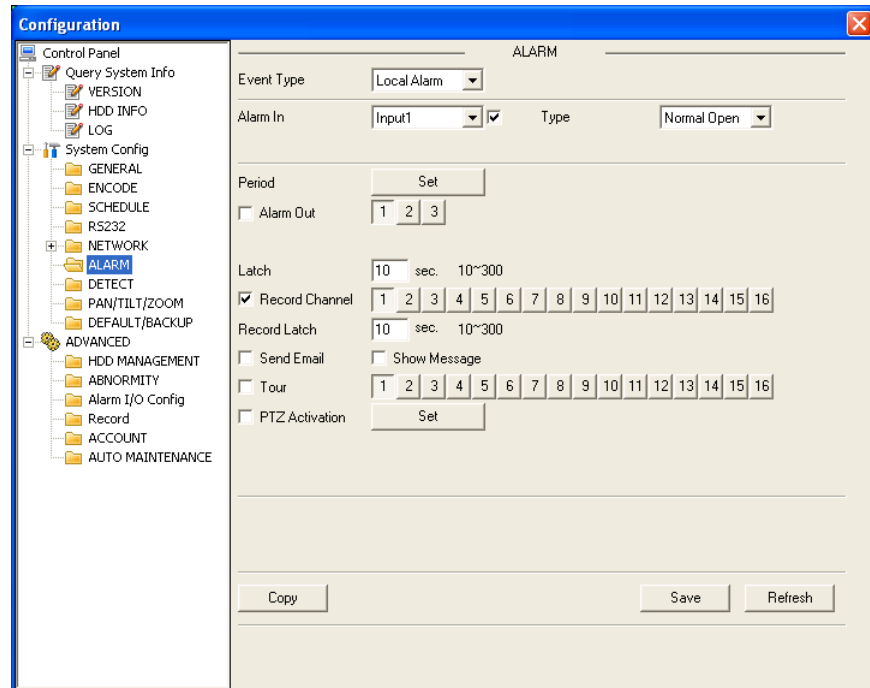 Configuration
Control Panel
Query System Info
VERSION
HDD INFO
LOG
System Config
GENERAL
ENCODE
SCHEDULE
RS232
NETWORK
ALARM
DETECT
PAN/TILT/ZOOM
DEFAULT/BACKUP
ADVANCED
HDD MANAGEMENT
ABNORMITY
Alarm I/O Config
Record
ACCOUNT
AUTO MAINTENANCE
ALARM
Event Type Local Alarm
Alarm In Input1 Type Normal Open
Period Set
Alarm Out 1 2 3
Latch 10 sec. 10~300
Record Channel 1 2 3 4 5 6 7 8 9 10 11 12 13 14 15 16
Record Latch 10 sec. 10~300
Send Email Show Message
Tour 1 2 3 4 5 6 7 8 9 10 11 12 13 14 15 16
PTZ Activation Set
Copy Save Refresh